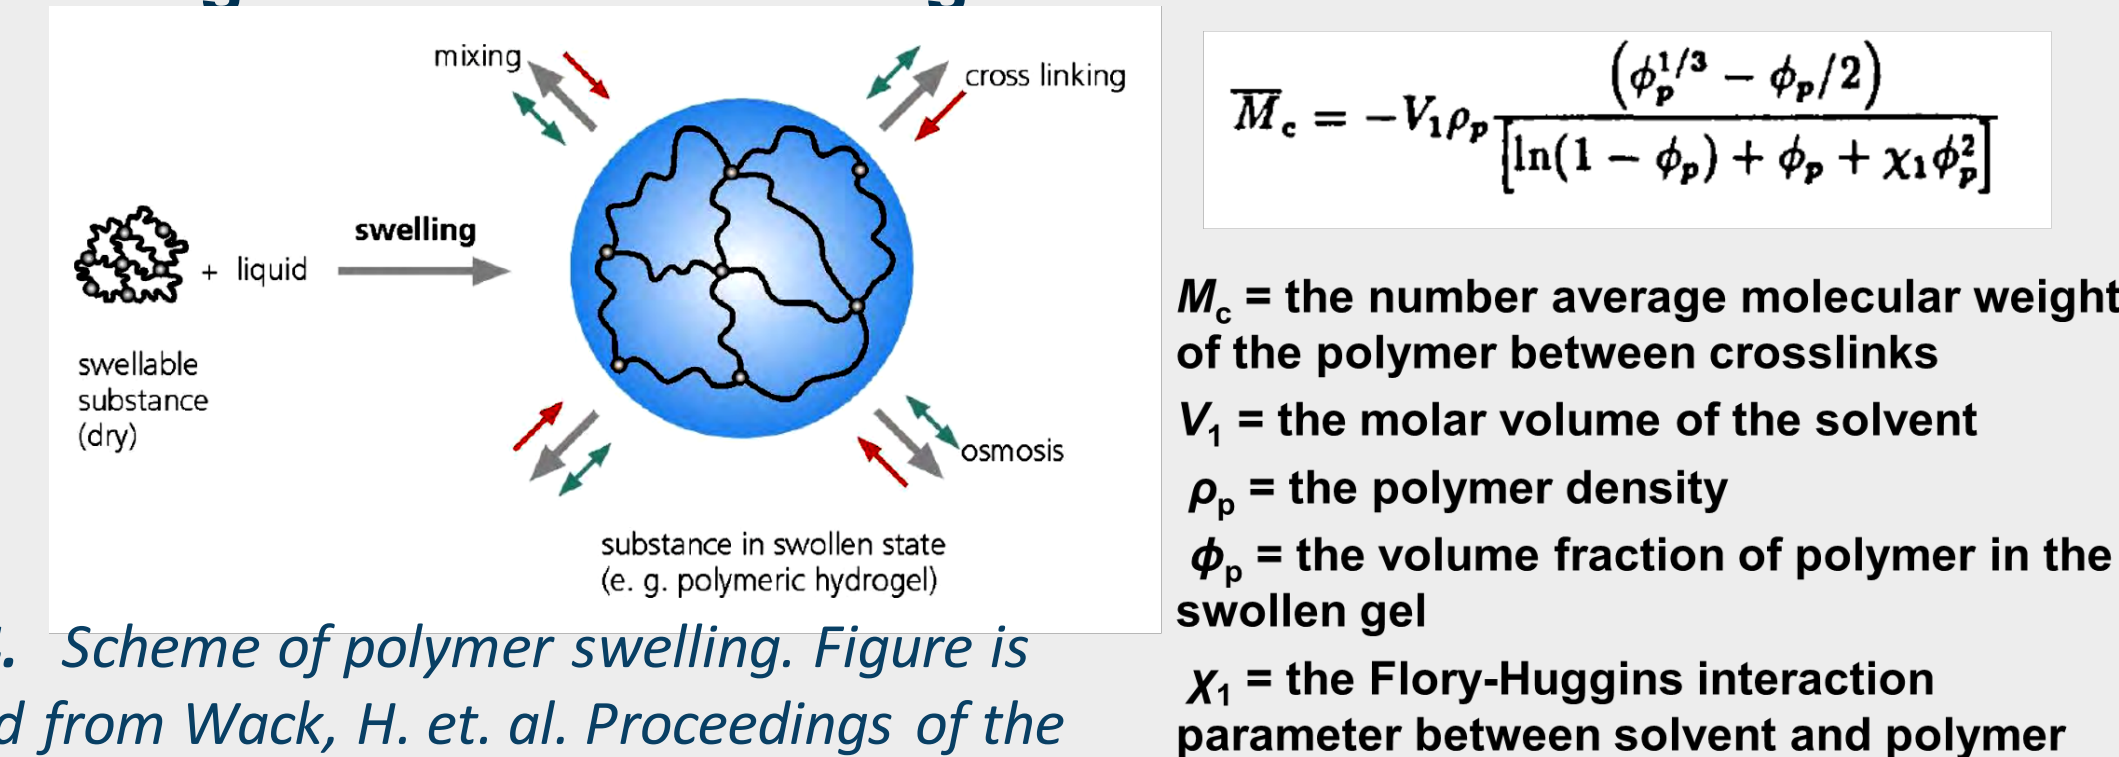 mixing
cross linking
swelling
+ liquid
swellable
substance
(dry)
osmosis
substance in swollen state
(e. g. polymeric hydrogel)
. Scheme of polymer swelling. Figure is
d from Wack, H. et. al. Proceedings of the
M̅c = −V₁ρp (ϕp^1/3 − ϕp/2) / [ln(1 − ϕp) + ϕp + χ₁ϕp²]
Mc = the number average molecular weight
of the polymer between crosslinks
V₁ = the molar volume of the solvent
ρp = the polymer density
ϕp = the volume fraction of polymer in the
swollen gel
χ₁ = the Flory-Huggins interaction
parameter between solvent and polymer